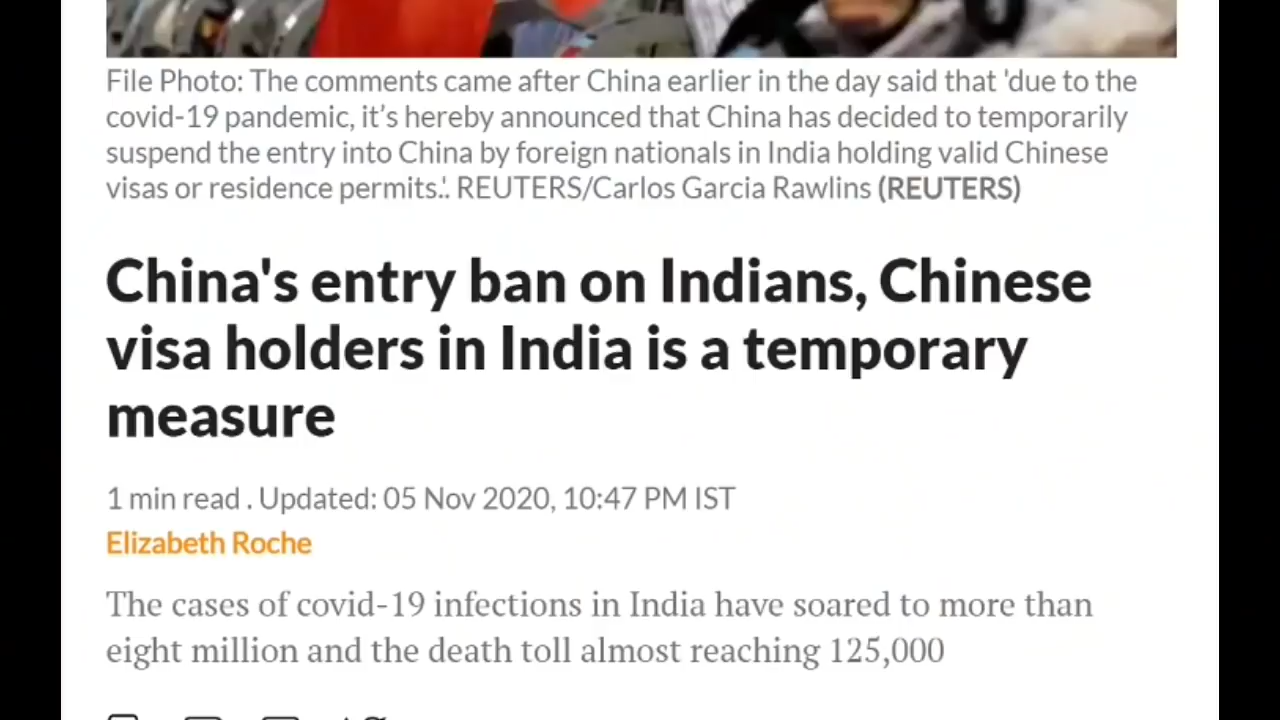 File Photo: The comments came after China earlier in the day said that 'due to the
covid-19 pandemic, it’s hereby announced that China has decided to temporarily
suspend the entry into China by foreign nationals in India holding valid Chinese
visas or residence permits.'. REUTERS/Carlos Garcia Rawlins (REUTERS)
China's entry ban on Indians, Chinese
visa holders in India is a temporary
measure
1 min read . Updated: 05 Nov 2020, 10:47 PM IST
Elizabeth Roche
The cases of covid-19 infections in India have soared to more than
eight million and the death toll almost reaching 125,000